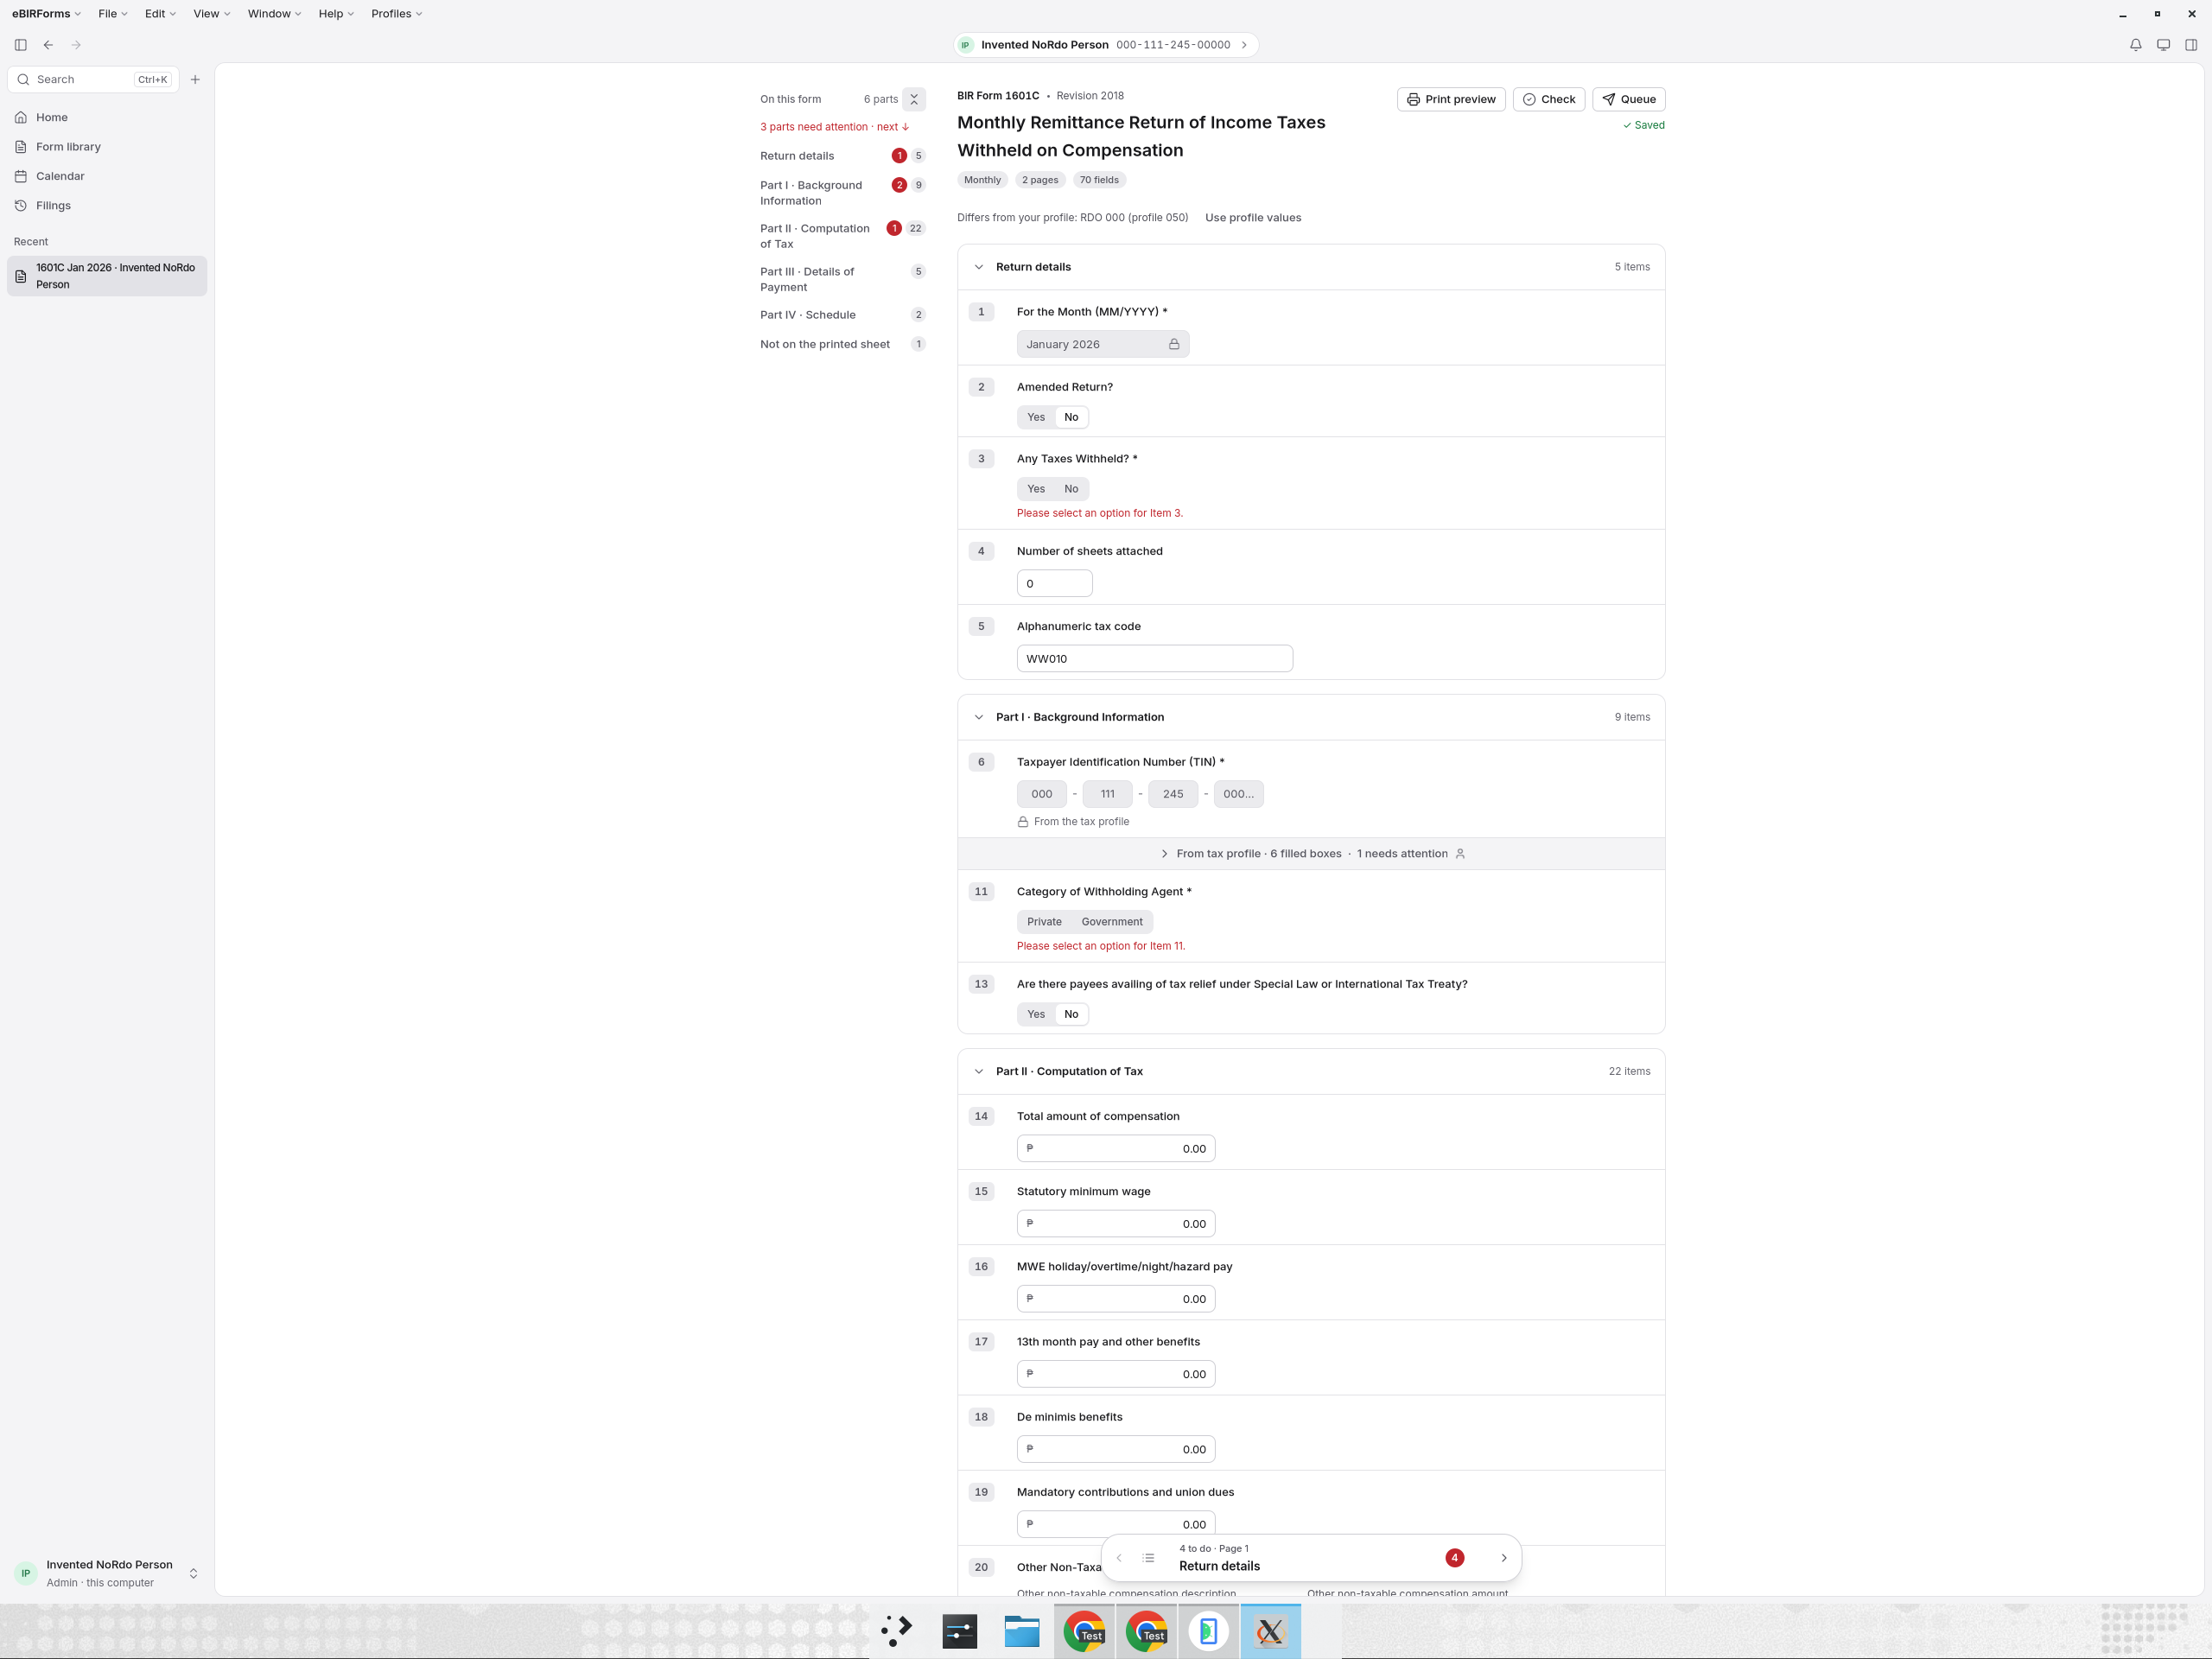 eBIRForms File Edit View Window Help Profiles
IP Invented NoRdo Person 000-111-245-00000
Search Ctrl+K
Home
Form library
Calendar
Filings
Recent
1601C Jan 2026 · Invented NoRdo
Person
On this form 6 parts
3 parts need attention · next ↓
Return details 1 5
Part I · Background
Information 2 9
Part II · Computation
of Tax 1 22
Part III · Details of
Payment 5
Part IV · Schedule 2
Not on the printed sheet 1
BIR Form 1601C • Revision 2018
Print preview Check Queue
Monthly Remittance Return of Income Taxes
Withheld on Compensation
✓ Saved
Monthly 2 pages 70 fields
Differs from your profile: RDO 000 (profile 050) Use profile values
Return details 5 items
1 For the Month (MM/YYYY) *
January 2026
2 Amended Return?
Yes No
3 Any Taxes Withheld? *
Yes No
Please select an option for Item 3.
4 Number of sheets attached
0
5 Alphanumeric tax code
WW010
Part I · Background Information 9 items
6 Taxpayer Identification Number (TIN) *
000 - 111 - 245 - 000...
From the tax profile
From tax profile · 6 filled boxes · 1 needs attention
11 Category of Withholding Agent *
Private Government
Please select an option for Item 11.
13 Are there payees availing of tax relief under Special Law or International Tax Treaty?
Yes No
Part II · Computation of Tax 22 items
14 Total amount of compensation
₱ 0.00
15 Statutory minimum wage
₱ 0.00
16 MWE holiday/overtime/night/hazard pay
₱ 0.00
17 13th month pay and other benefits
₱ 0.00
18 De minimis benefits
₱ 0.00
19 Mandatory contributions and union dues
₱ 0.00
20 Other Non-Taxa
Other non-taxable compensation description Other non-taxable compensation amount
4 to do · Page 1
Return details 4
IP Invented NoRdo Person
Admin · this computer
Test Test